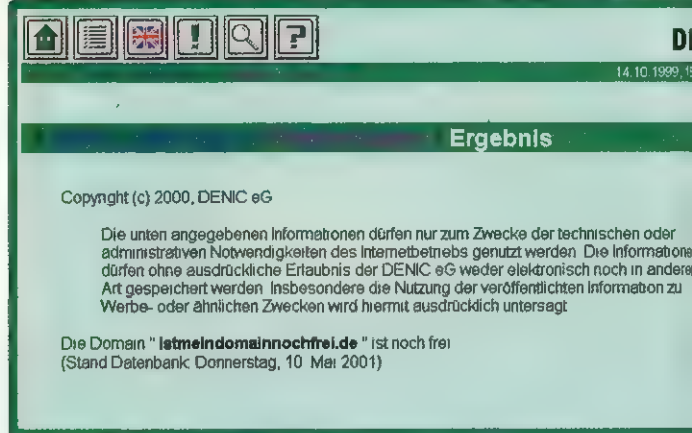 14.10.1999,
Ergebnis
Copyright (c) 2000, DENIC eG
Die unten angegebenen Informationen dürfen nur zum Zwecke der technischen oder
administrativen Notwendigkeiten des Internetbetriebs genutzt werden Die Informatione
dürfen ohne ausdrückliche Erlaubnis der DENIC eG weder elektronisch noch in andere
Art gespeichert werden Insbesondere die Nutzung der veröffentlichten Information zu
Werbe- oder ähnlichen Zwecken wird hiermit ausdrücklich untersagt
Die Domain "istmeindomainnochfrei.de" ist noch frei
(Stand Datenbank Donnerstag, 10 Mai 2001)